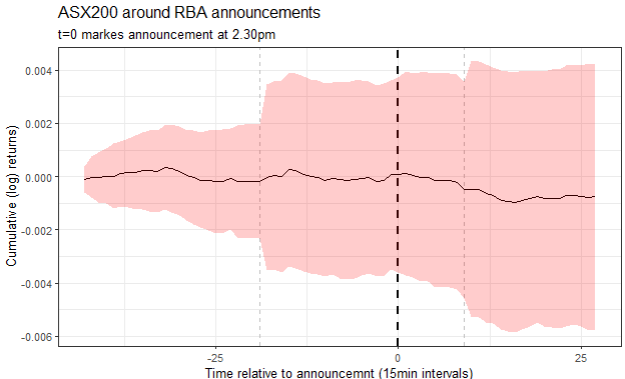 ASX200 around RBA announcements
t=0 markes announcement at 2.30pm
Cumulative (log) returns)
0.004
0.002
0.000
-0.002
-0.004
-0.006
-25
0
25
Time relative to announcemnt (15min intervals)